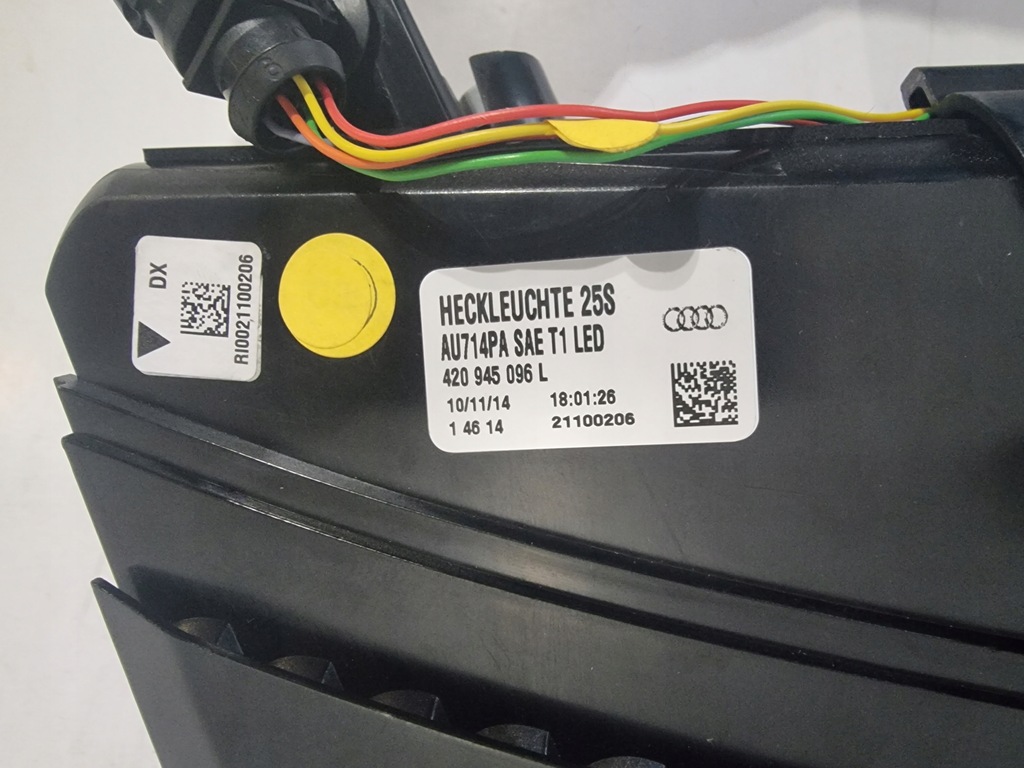 DX
RI0021100206
HECKLEUCHTE 25S
AU714PA SAE T1 LED
420 945 096 L
10/11/14 18:01:26
1 46 14 21100206